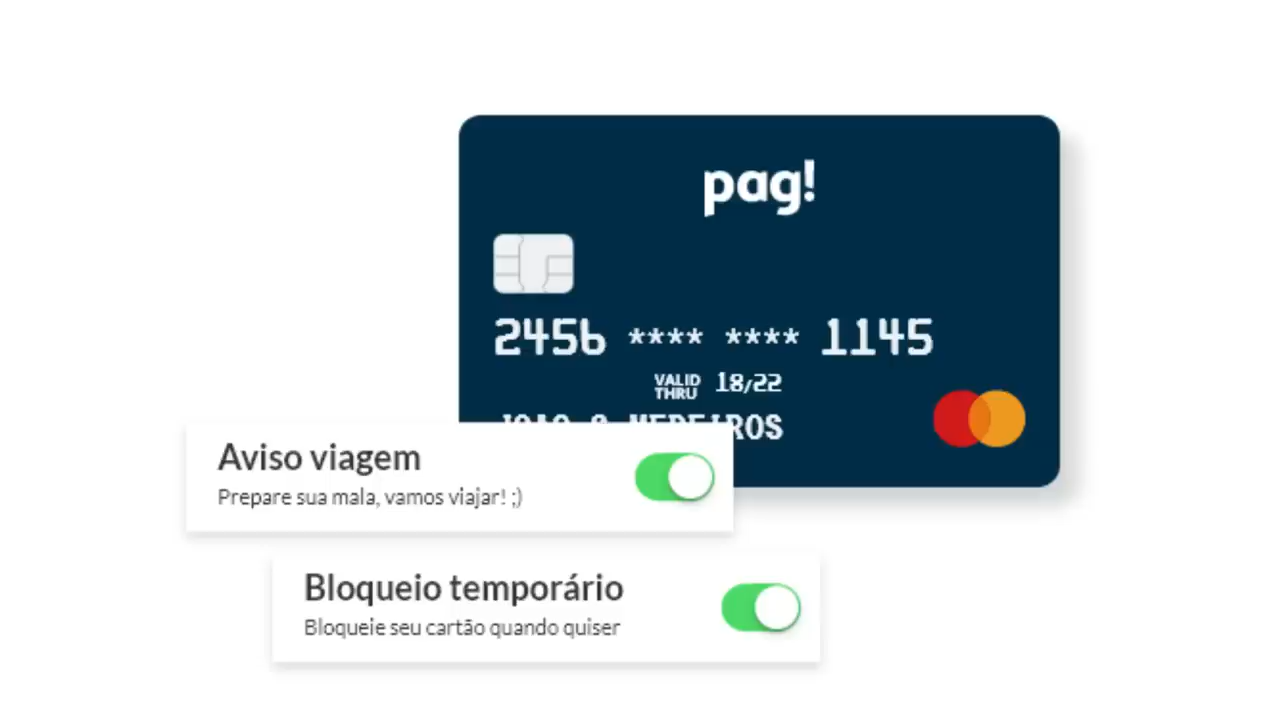 pag!
2456 **** **** 1145
VALID
THRU 18/22
Aviso viagem
Prepare sua mala, vamos viajar! ;)
Bloqueio temporário
Bloqueie seu cartão quando quiser